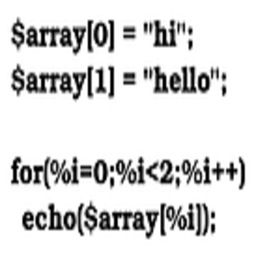 $array[0] = "hi";
$array[1] = "hello";
for(%i=0;%i<2;%i++)
echo($array[%i]);